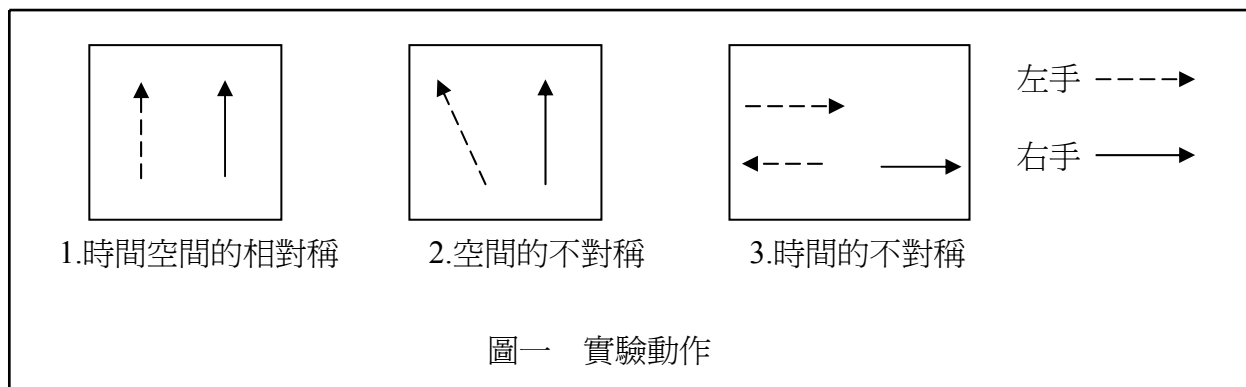 左手
右手
1.時間空間的相對稱
2.空間的不對稱
3.時間的不對稱
圖一 實驗動作